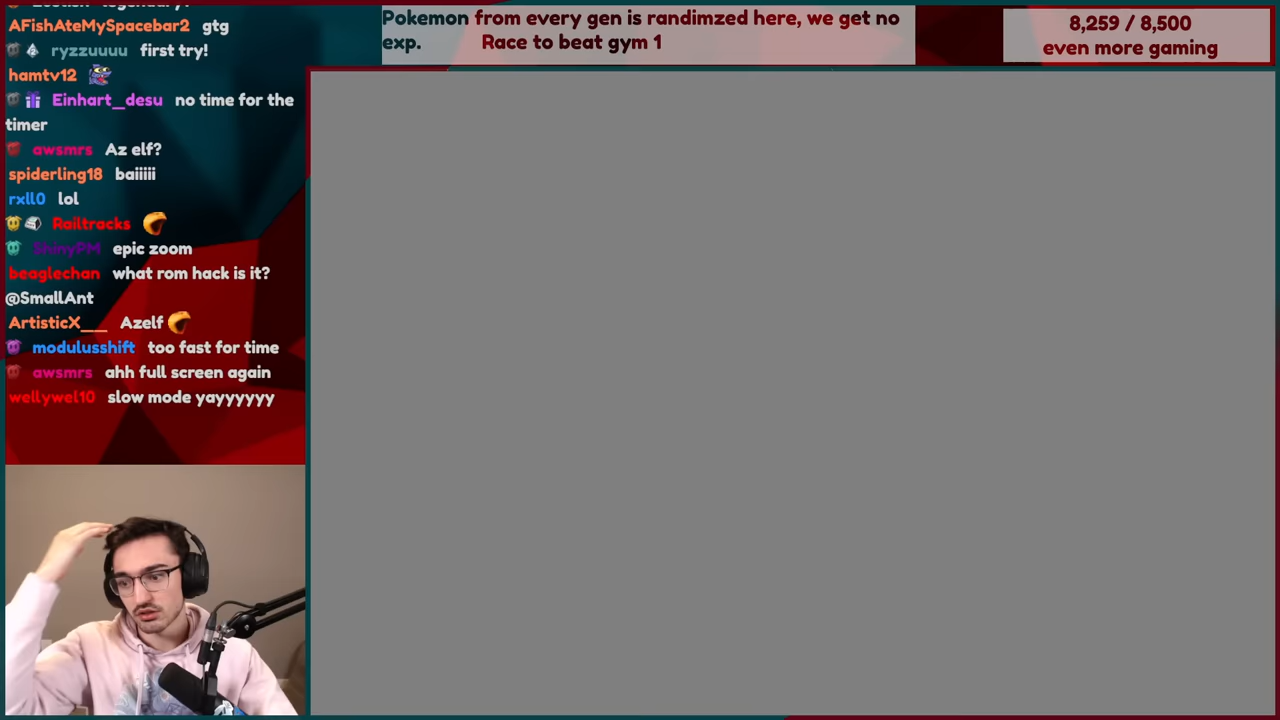 AFishAteMySpacebar2 gtg
ryzzuuuu first try!
hamtv12
Einhart_desu no time for the
timer
awsmrs Az elf?
spiderling18 baiiiii
rxll0 lol
Railtracks
ShinyPM epic zoom
beaglechan what rom hack is it?
@SmallAnt
ArtisticX__ Azelf
modulusshift too fast for time
awsmrs ahh full screen again
wellywel10 slow mode yayyyyyy
Pokemon from every gen is randimzed here, we get no
exp. Race to beat gym 1
8,259 / 8,500
even more gaming